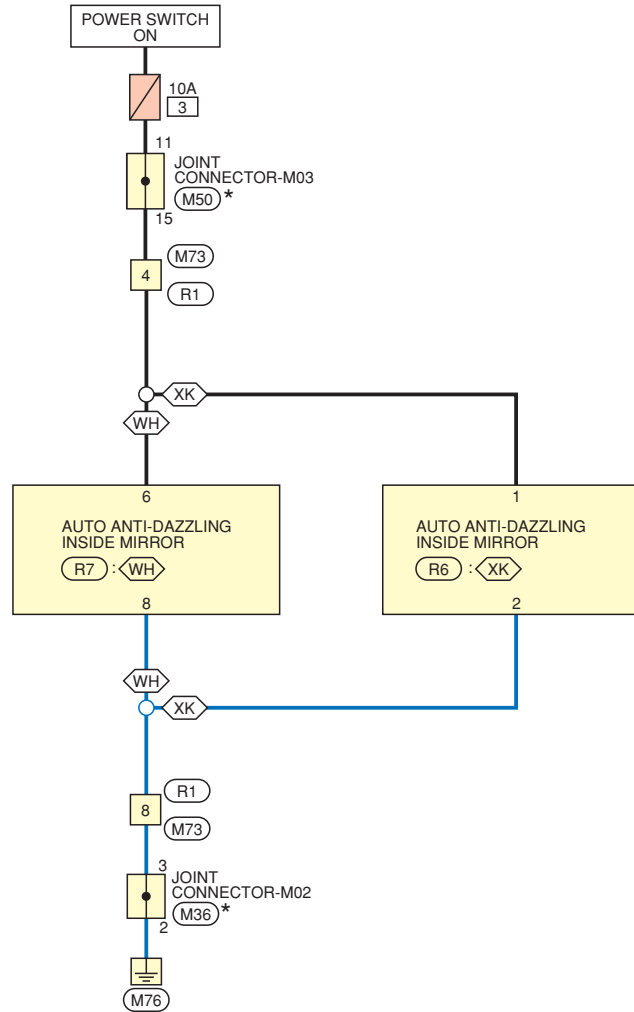 POWER SWITCH
ON
10A
3
11
JOINT
CONNECTOR-M03
M50 *
15
M73
4
R1
XK
WH
6
AUTO ANTI-DAZZLING
INSIDE MIRROR
R7 : WH
8
1
AUTO ANTI-DAZZLING
INSIDE MIRROR
R6 : XK
2
WH
XK
R1
8
M73
3
JOINT
CONNECTOR-M02
M36 *
2
M76